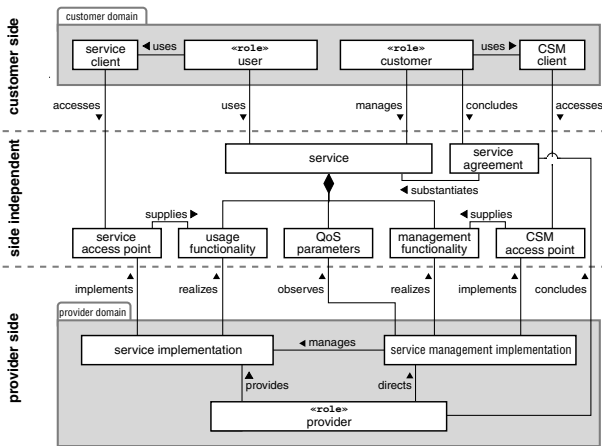 customer side
customer domain
service
client
uses
«role»
user
«role»
customer
uses
CSM
client
accesses
uses
manages
concludes
accesses
side independent
service
service
agreement
substantiates
supplies
supplies
service
access point
usage
functionality
QoS
parameters
management
functionality
CSM
access point
implements
realizes
observes
realizes
implements
concludes
provider side
provider domain
service implementation
manages
service management implementation
provides
directs
«role»
provider